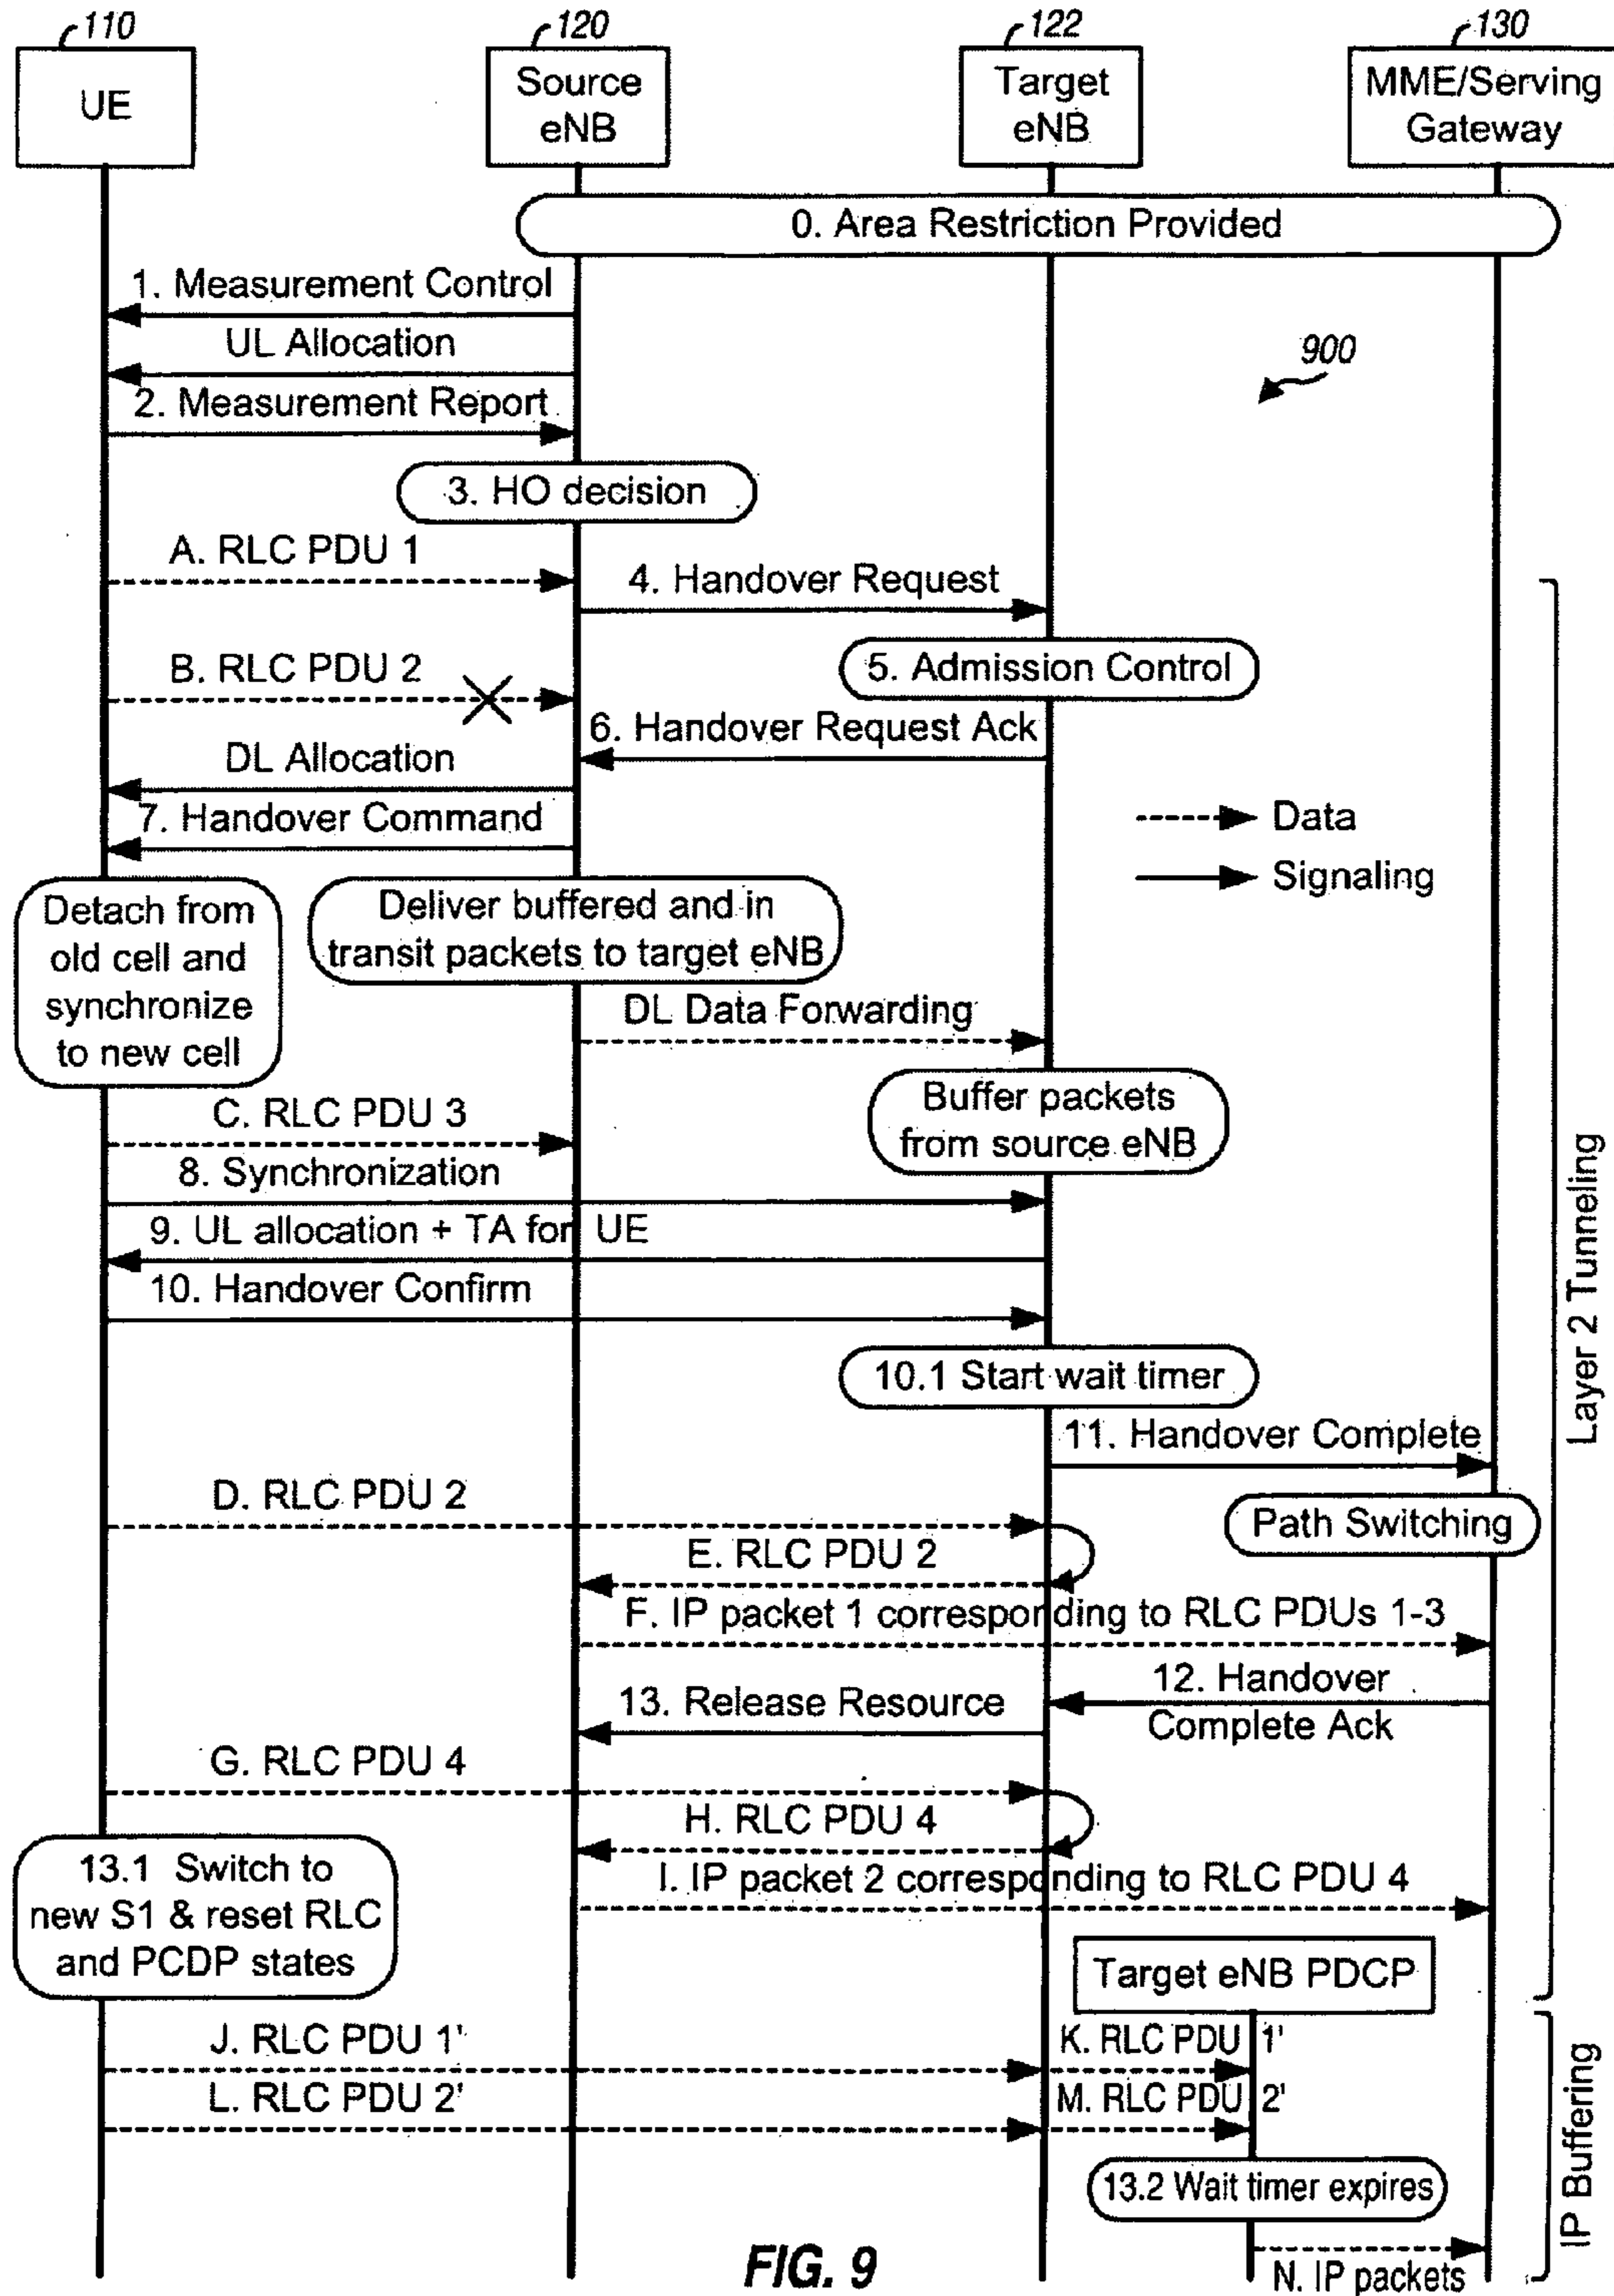 110
120
122
130
UE
Source
eNB
Target
eNB
MME/Serving
Gateway
0. Area Restriction Provided
1. Measurement Control
UL Allocation
900
2. Measurement Report
3. HO decision
A. RLC PDU 1
4. Handover Request
B. RLC PDU 2
5. Admission Control
6. Handover Request Ack
DL Allocation
7. Handover Command
Data
Signaling
Detach from
old cell and
synchronize
to new cell
Deliver buffered and in
transit packets to target eNB
DL Data Forwarding
Buffer packets
from source eNB
C. RLC PDU 3
8. Synchronization
9. UL allocation + TA for UE
10. Handover Confirm
10.1 Start wait timer
11. Handover Complete
Layer 2 Tunneling
D. RLC PDU 2
Path Switching
E. RLC PDU 2
F. IP packet 1 corresponding to RLC PDUs 1-3
12. Handover
Complete Ack
13. Release Resource
G. RLC PDU 4
H. RLC PDU 4
I. IP packet 2 corresponding to RLC PDU 4
13.1 Switch to
new S1 & reset RLC
and PCDP states
Target eNB PDCP
J. RLC PDU 1'
K. RLC PDU 1'
L. RLC PDU 2'
M. RLC PDU 2'
13.2 Wait timer expires
IP Buffering
N. IP packets
FIG. 9